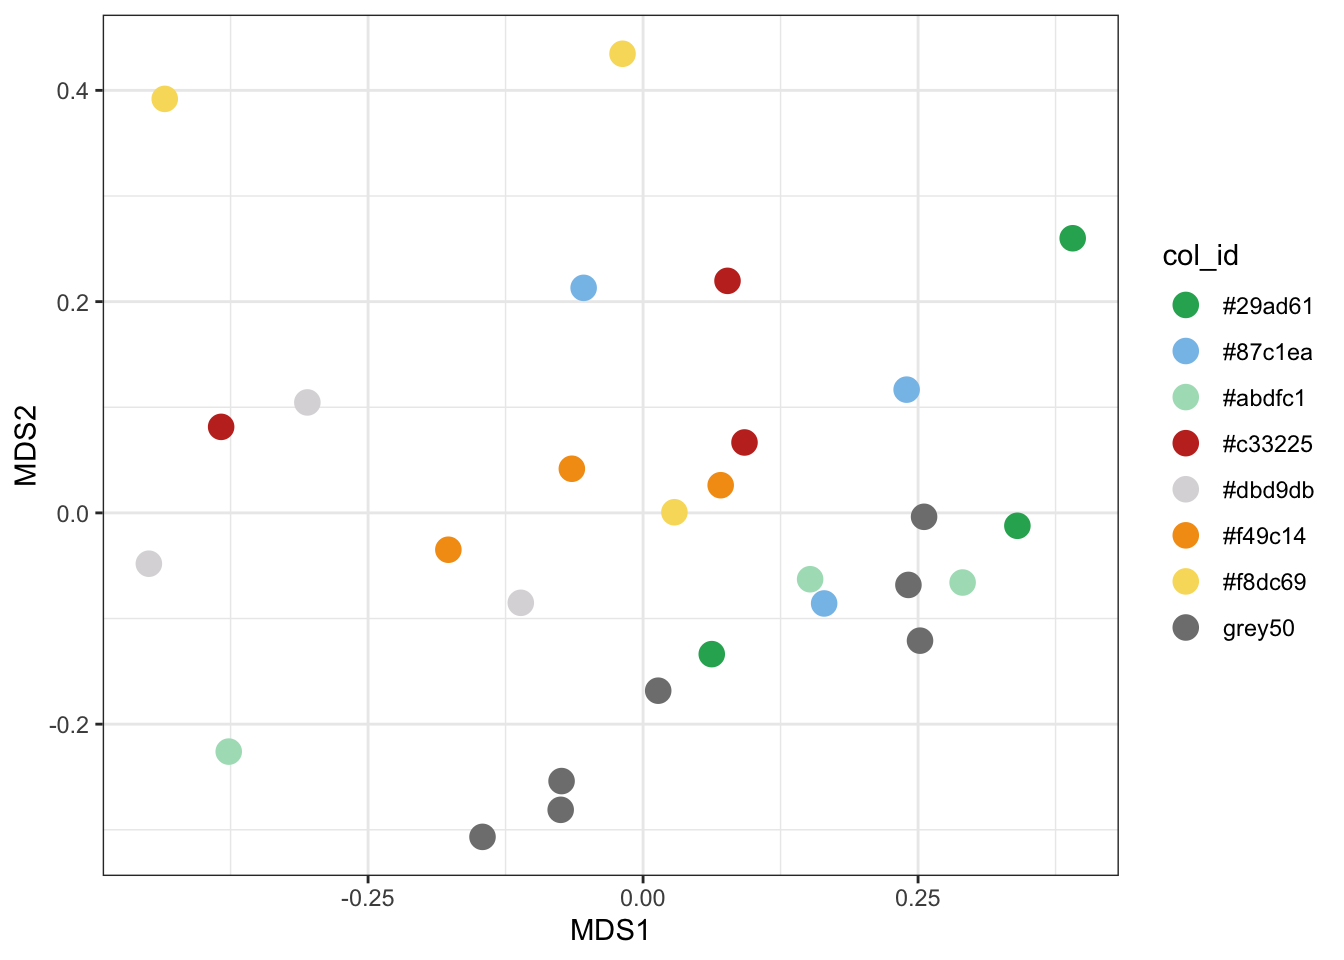 0.4
0.2
0.0
-0.2
-0.25
0.00
0.25
MDS1
MDS2
col_id
#29ad61
#87c1ea
#abdfc1
#c33225
#dbd9db
#f49c14
#f8dc69
grey50